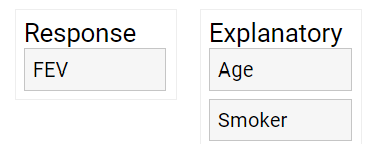 Response
FEV
Explanatory
Age
Smoker